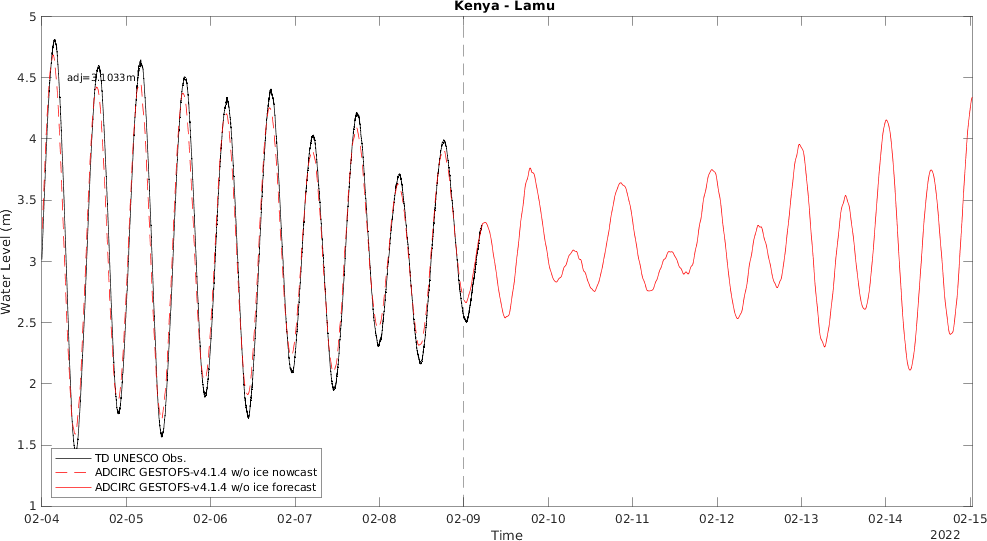 Kenya - Lamu
5
4.5
4
3.5
3
2.5
2
1.5
1
Water Level (m)
adj=3.1033m
TD UNESCO Obs.
ADCIRC GESTOFS-v4.1.4 w/o ice nowcast
ADCIRC GESTOFS-v4.1.4 w/o ice forecast
02-04 02-05 02-06 02-07 02-08 02-09 02-10 02-11 02-12 02-13 02-14 02-15
Time
2022